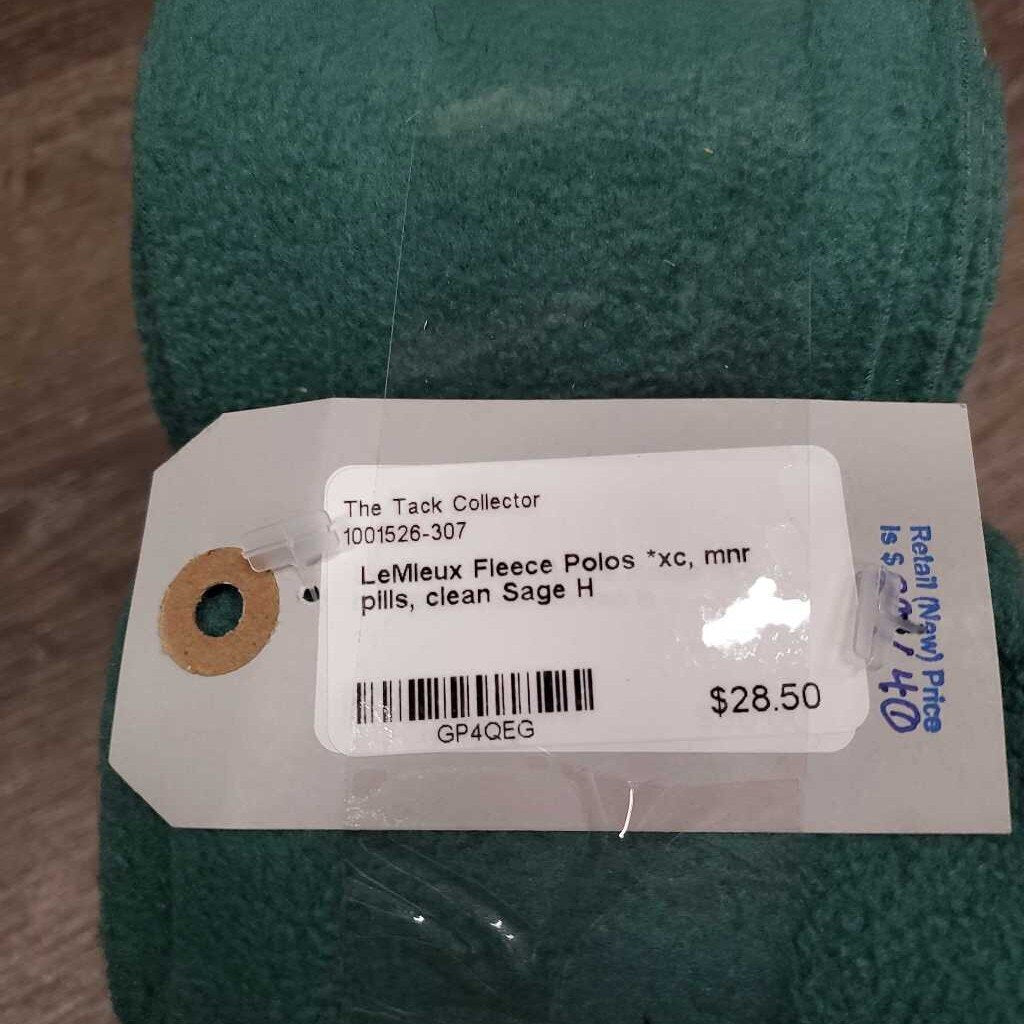 The Tack Collector
1001526-307
LeMIeux Fleece Polos *xc, mnr
pills, clean Sage H
GP4QEG
$28.50
Retail (New) Price
Is $